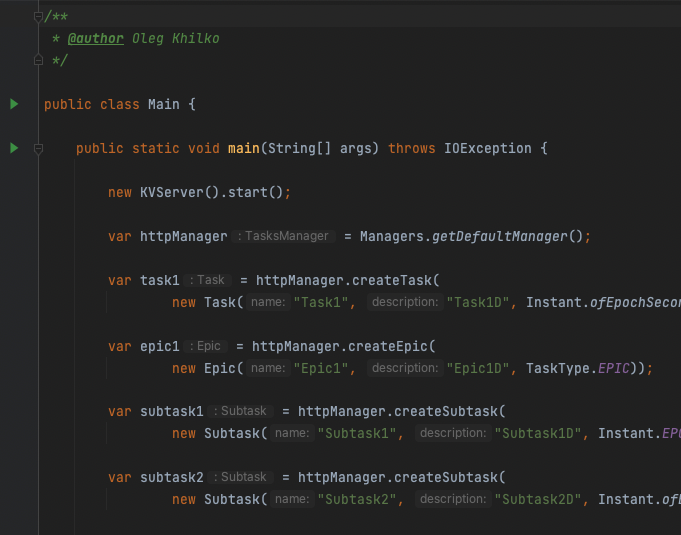 /**
* @author Oleg Khilko
*/
public class Main {
public static void main(String[] args) throws IOException {
new KVServer().start();
var httpManager : TasksManager = Managers.getDefaultManager();
var task1 : Task = httpManager.createTask(
new Task( name: "Task1", description: "Task1D", Instant.ofEpochSecon
var epic1 : Epic = httpManager.createEpic(
new Epic( name: "Epic1", description: "Epic1D", TaskType.EPIC));
var subtask1 : Subtask = httpManager.createSubtask(
new Subtask( name: "Subtask1", description: "Subtask1D", Instant.EPO
var subtask2 : Subtask = httpManager.createSubtask(
new Subtask( name: "Subtask2", description: "Subtask2D", Instant.ofE